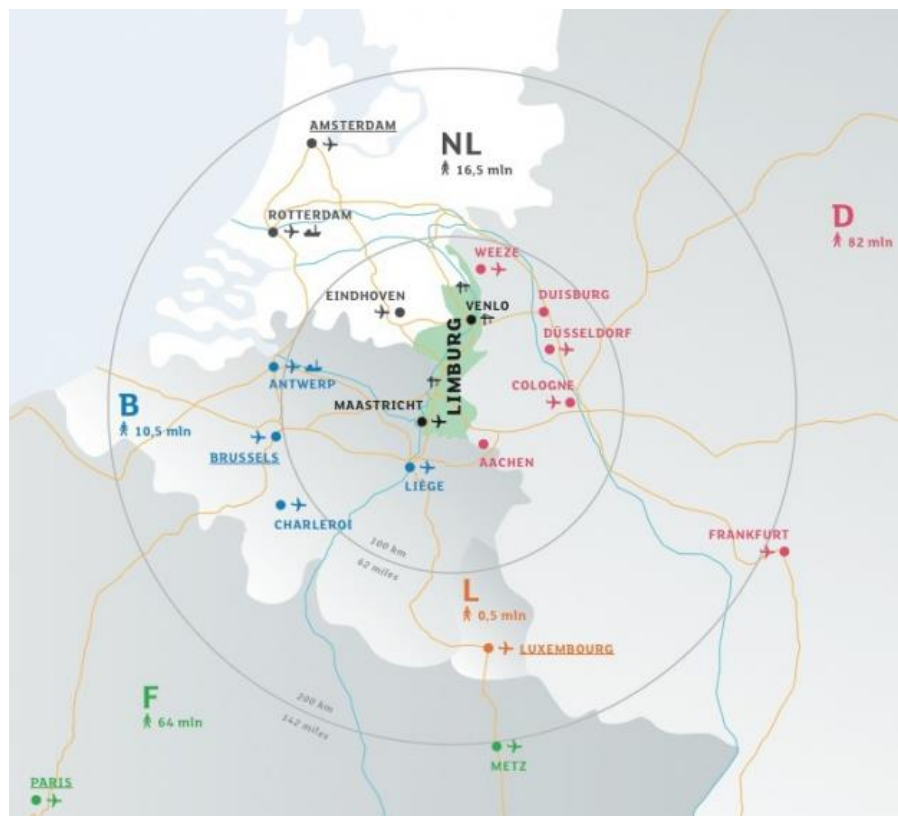 AMSTERDAM
NL
16,5 mln
ROTTERDAM
D
82 mln
WEEZE
EINDHOVEN
VENLO
DUISBURG
LIMBURG
DÜSSELDORF
ANTWERP
COLOGNE
B
10,5 mln
MAASTRICHT
BRUSSELS
AACHEN
LIÈGE
CHARLEROI
FRANKFURT
100 km
62 miles
L
0,5 mln
LUXEMBOURG
200 km
142 miles
F
64 mln
METZ
PARIS